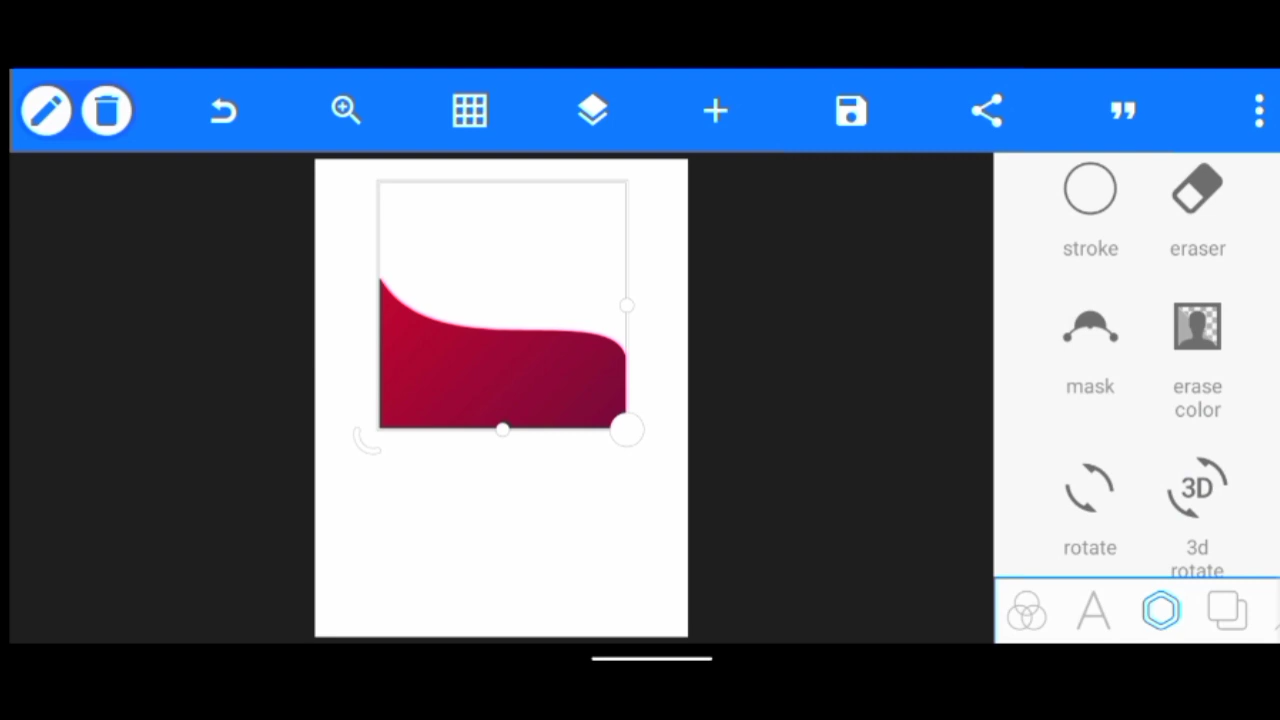 stroke
eraser
mask
erase
color
3D
rotate
3d
rotate